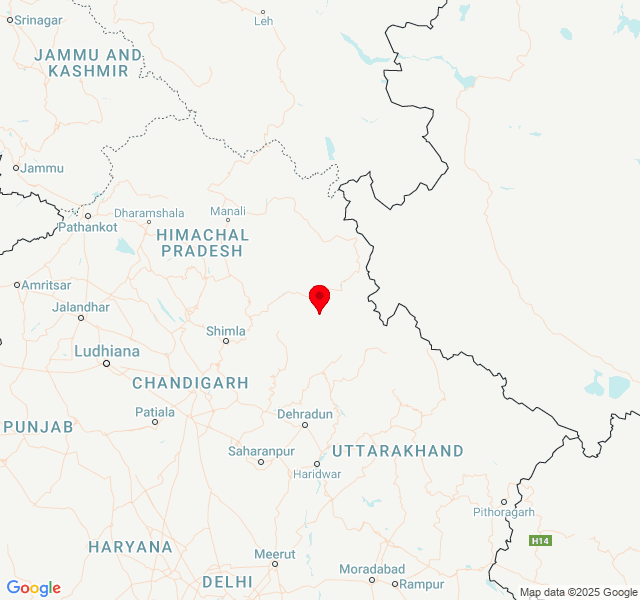 Srinagar
Leh
JAMMU AND
KASHMIR
Jammu
Dharamshala
Manali
Pathankot
HIMACHAL
PRADESH
Amritsar
Jalandhar
Shimla
Ludhiana
CHANDIGARH
Patiala
Dehradun
PUNJAB
Saharanpur
UTTARAKHAND
Haridwar
Pithoragarh
HARYANA
H14
Meerut
Moradabad
DELHI
Rampur
Google
Map data ©2025 Google